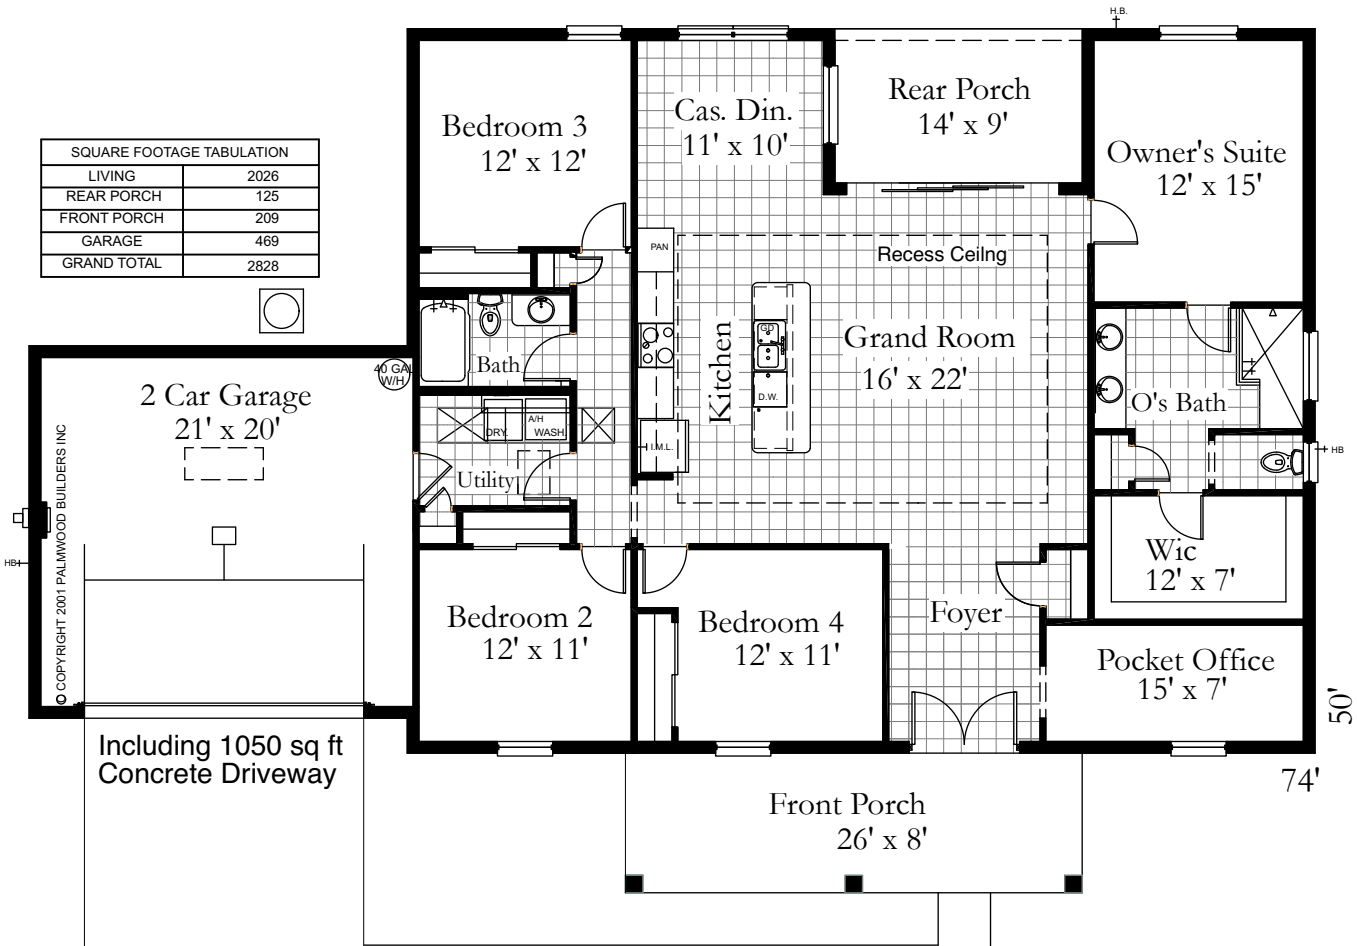 H.B.
SQUARE FOOTAGE TABULATION
LIVING 2026
REAR PORCH 125
FRONT PORCH 209
GARAGE 469
GRAND TOTAL 2828
Bedroom 3
12' x 12'
Cas. Din.
11' x 10'
Rear Porch
14' x 9'
Owner's Suite
12' x 15'
PAN
Recess Ceilng
Kitchen
GD
D.W.
I.M.L.
Grand Room
16' x 22'
Bath
40 GAL
W/H
2 Car Garage
21' x 20'
© COPYRIGHT 2001 PALMWOOD BUILDERS INC
DRY.
A/H
WASH.
Utility
O's Bath
HB
HB
Wic
12' x 7'
Bedroom 2
12' x 11'
Bedroom 4
12' x 11'
Foyer
Pocket Office
15' x 7'
50'
74'
Including 1050 sq ft
Concrete Driveway
Front Porch
26' x 8'